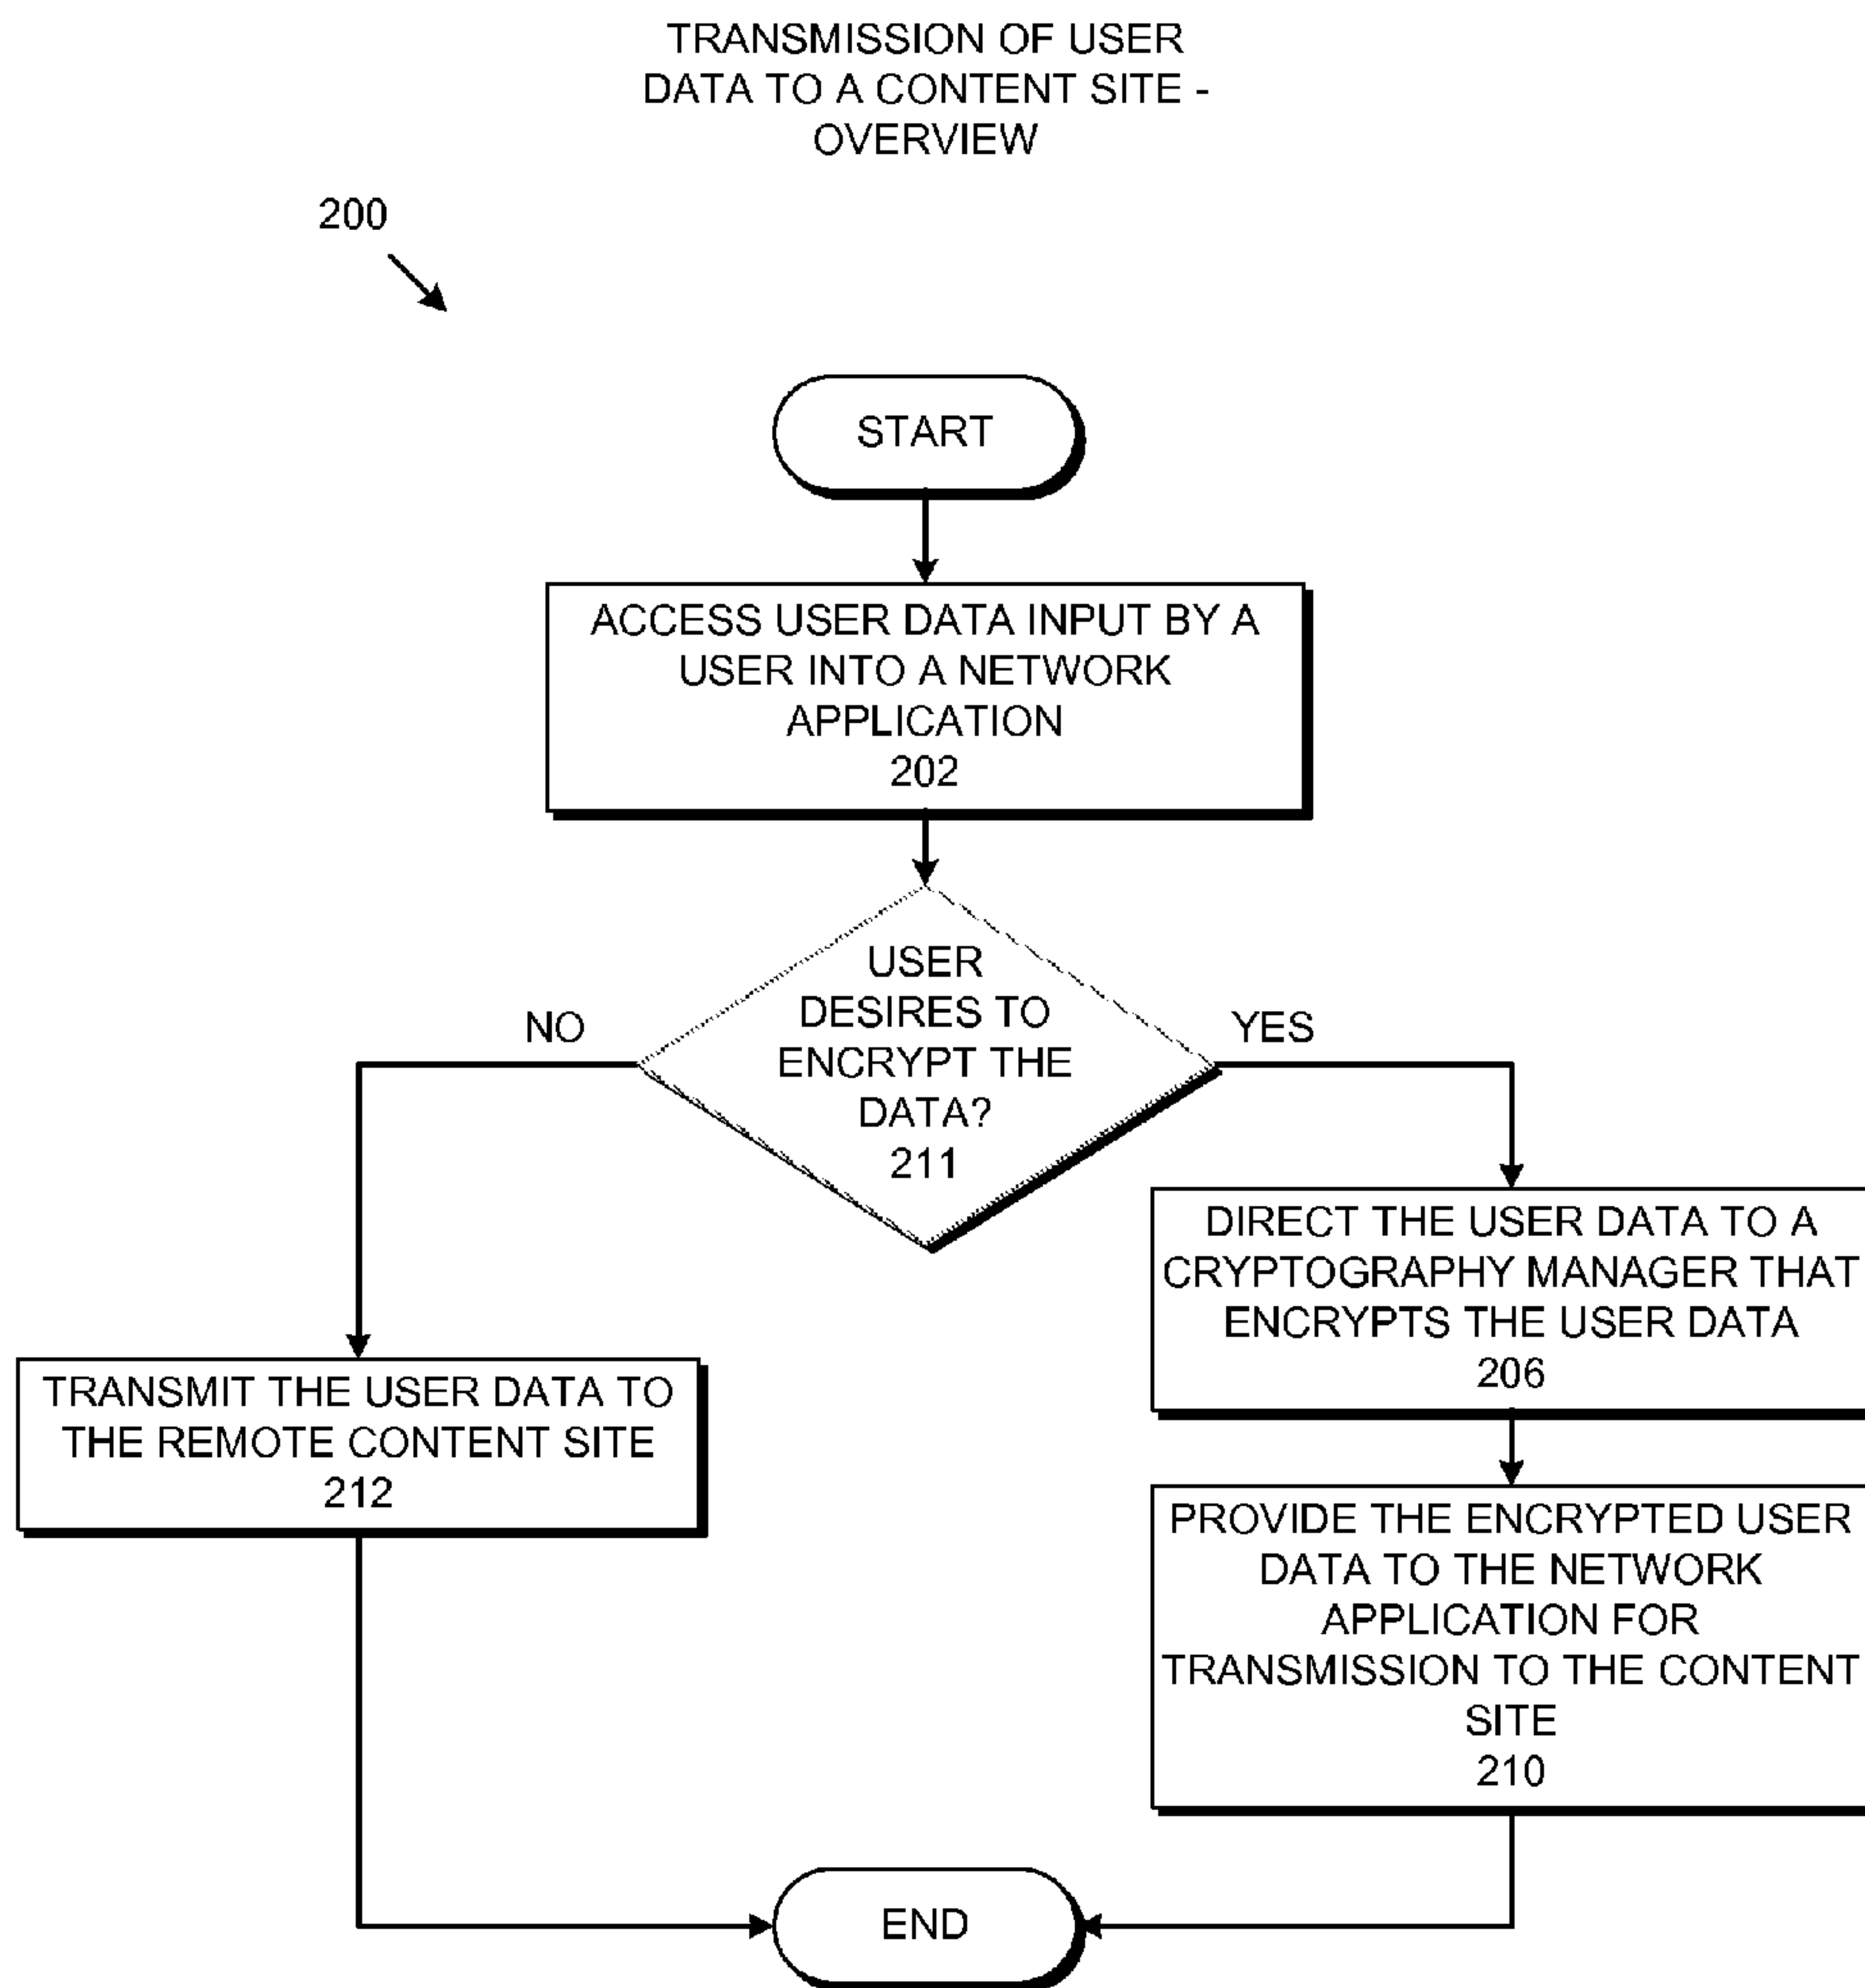 TRANSMISSION OF USER
DATA TO A CONTENT SITE -
OVERVIEW
200
START
ACCESS USER DATA INPUT BY A
USER INTO A NETWORK
APPLICATION
202
USER
DESIRES TO
ENCRYPT THE
DATA?
211
NO
YES
DIRECT THE USER DATA TO A
CRYPTOGRAPHY MANAGER THAT
ENCRYPTS THE USER DATA
206
TRANSMIT THE USER DATA TO
THE REMOTE CONTENT SITE
212
PROVIDE THE ENCRYPTED USER
DATA TO THE NETWORK
APPLICATION FOR
TRANSMISSION TO THE CONTENT
SITE
210
END